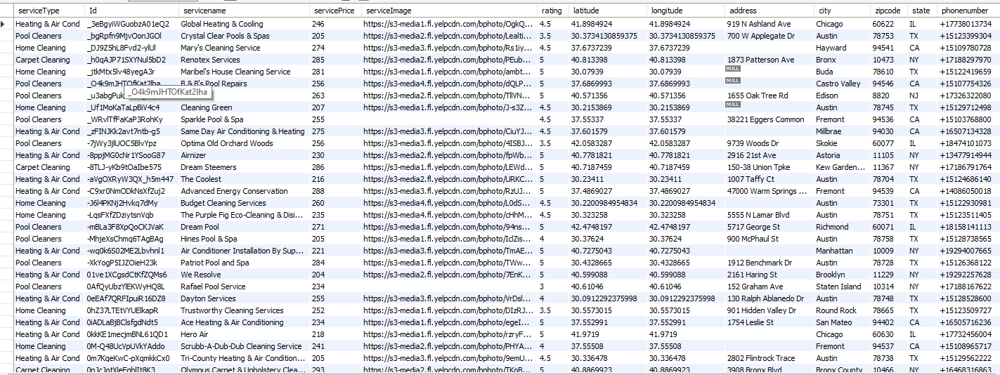 serviceType Id servicename servicePrice serviceImage rating latitude longitude address city zipcode state phonenumber
Heating & Air Cond _3eBgyiWGuobzA01eQ2 Global Heating & Cooling 246 https://s3-media1.fl.yelpcdn.com/bphoto/OgkQ... 4.5 41.8984924 41.8984924 919 N Ashland Ave Chicago 60622 IL +17738013734
Pool Cleaners _bgRpfn9MjvOonJGOl Crystal Clear Pools & Spas 205 https://s3-media2.fl.yelpcdn.com/bphoto/Lealti... 3.5 30.3734130859375 30.3734130859375 700 W Applegate Dr Austin 78753 TX +15123399304
Home Cleaning _DJ9Z5hL8Fvd2-ylUl Mary's Cleaning Service 274 https://s3-media3.fl.yelpcdn.com/bphoto/Rs1iy... 4.5 37.6737239 37.6737239 Hayward 94541 CA +15109780728
Carpet Cleaning _h0qAJP71SXYNul5bD2 Renotex Services 285 https://s3-media2.fl.yelpcdn.com/bphoto/PEub... 5 40.813398 40.813398 1873 Patterson Ave Bronx 10473 NY +17188297970
Home Cleaning _jtkMtx5lv48yegA3r Maribel's House Cleaning Service 281 https://s3-media1.fl.yelpcdn.com/bphoto/ambt... 5 30.07939 30.07939 NULL Buda 78610 TX +15122419659
Pool Cleaners _O4k9mJHTOfKat2lha B & B's Pool Repairs 256 https://s3-media4.fl.yelpcdn.com/bphoto/dQLP... 5 37.6869993 37.6869993 NULL Castro Valley 94546 CA +15107754326
Heating & Air Cond _u3abgPuk _O4k9mJHTOfKat2lha 263 https://s3-media2.fl.yelpcdn.com/bphoto/TllVN... 5 40.571356 40.571356 1655 Oak Tree Rd Edison 8820 NJ +17326322080
Home Cleaning _Uf1MoKaTaLpBiV4c4 Cleaning Green 207 https://s3-media1.fl.yelpcdn.com/bphoto/J-s3Z... 4.5 30.2153869 30.2153869 NULL Austin 78745 TX +15129712498
Pool Cleaners _WRvlTfFaKaP3RohKy Sparkle Pool & Spa 255 4.5 37.55337 37.55337 38221 Eggers Common Fremont 94536 CA +15103768800
Heating & Air Cond _zFINJKk2avt7ntb-g5 Same Day Air Conditioning & Heating 275 https://s3-media3.fl.yelpcdn.com/bphoto/CiuYJ... 4.5 37.601579 37.601579 Millbrae 94030 CA +16507134328
Pool Cleaners -7jWy3jlUOC5BlvYpz Optima Old Orchard Woods 256 https://s3-media3.fl.yelpcdn.com/bphoto/4ISBJ... 3.5 42.0583287 42.0583287 9739 Woods Dr Skokie 60077 IL +18474101073
Heating & Air Cond -8ppjMG0cNr1YSooG87 Airnizer 230 https://s3-media2.fl.yelpcdn.com/bphoto/fpWb... 5 40.7781821 40.7781821 2916 21st Ave Astoria 11105 NY +13477914944
Carpet Cleaning -8TLJ-yKb9tOaIbe575 Dream Steemers 286 https://s3-media1.fl.yelpcdn.com/bphoto/LEWd... 5 40.7187459 40.7187459 150-38 Union Tpke Kew Garden... 11367 NY +17186791764
Heating & Air Cond -aVgOXRyW3QX_h5m447 The Coolest 216 https://s3-media2.fl.yelpcdn.com/bphoto/URKC... 5 30.23411 30.23411 1007 Taffy Ct Austin 78704 TX +15124686140
Heating & Air Cond -C9xr0NmODkNsXfZuj2 Advanced Energy Conservation 288 https://s3-media3.fl.yelpcdn.com/bphoto/RzUJ... 5 37.4869027 37.4869027 47000 Warm Springs ... Fremont 94539 CA +14086050018
Home Cleaning -J6l4PKNj2Hvkq7dMy Budget Cleaning Services 260 https://s3-media4.fl.yelpcdn.com/bphoto/L0dS... 4.5 30.2200984954834 30.2200984954834 Austin 73301 TX +15122930981
Home Cleaning -LqsFXfZDziytsnVqb The Purple Fig Eco-Cleaning & Disi... 235 https://s3-media4.fl.yelpcdn.com/bphoto/cHhM... 4.5 30.323258 30.323258 5555 N Lamar Blvd Austin 78751 TX +15123511405
Pool Cleaners -mBLa3F8XpQoCKJVaK Dream Pool 271 https://s3-media1.fl.yelpcdn.com/bphoto/94ns... 5 42.4748197 42.4748197 5717 George St Richmond 60071 IL +18158141113
Pool Cleaners -MhjeXsChmq6TAgBAg Hines Pool & Spa 205 https://s3-media1.fl.yelpcdn.com/bphoto/IclZis... 4 30.37624 30.37624 900 McPhaul St Austin 78758 TX +15128738565
Heating & Air Cond -wq0k6S02ME2Lbvhnl1 Air Conditioner Installation By Sup... 221 https://s3-media1.fl.yelpcdn.com/bphoto/TmAE... 5 40.7275043 40.7275043 Manhattan 10009 NY +19294007665
Pool Cleaners -XkYogP5IJZOieH23k Patriot Pool and Spa 284 https://s3-media1.fl.yelpcdn.com/bphoto/TWw... 5 30.4328665 30.4328665 1912 Benchmark Dr Austin 78728 TX +15126368122
Heating & Air Cond 01ve1XCgsdCtKfZQMs6 We Resolve 204 https://s3-media2.fl.yelpcdn.com/bphoto/7EnK... 5 40.599088 40.599088 2161 Haring St Brooklyn 11229 NY +19292257628
Pool Cleaners 0AfQyUbzYlEKWyHQ8L Rafael Pool Service 234 3 40.61046 40.61046 152 Graham Ave Staten Island 10314 NY +17188167622
Heating & Air Cond 0eEAf7QRFIpuiR16DZ8 Dayton Services 255 https://s3-media3.fl.yelpcdn.com/bphoto/VrDsl... 4 30.0912292375998 30.0912292375998 130 Ralph Ablanedo Dr Austin 78748 TX +15128528600
Home Cleaning 0hZ37LTEtVYUElkapR Trustworthy Cleaning Services 252 https://s3-media1.fl.yelpcdn.com/bphoto/DIzRJ... 3.5 30.5573015 30.5573015 901 Hidden Valley Dr Round Rock 78665 TX +15123509727
Heating & Air Cond 0iADLaBjBClsfgdNdt5 Ace Heating & Air Conditioning 234 https://s3-media2.fl.yelpcdn.com/bphoto/egeI... 5 37.552991 37.552991 1754 Leslie St San Mateo 94402 CA +16505716236
Heating & Air Cond 0kkKE1mecjmBNL61QD1 Hero Air 218 https://s3-media1.fl.yelpcdn.com/bphoto/rzryF... 5 41.9719 41.9719 Chicago 60630 IL +17732456004
Home Cleaning 0M-Q48UcVpUVkYAddo Scrubb-A-Dub-Dub Cleaning Service 241 https://s3-media2.fl.yelpcdn.com/bphoto/PHYA... 4 37.55508 37.55508 Fremont 94537 CA +15108965717
Heating & Air Cond 0m7KqeKwC-pXqmkkCx0 Tri-County Heating & Air Condition... 205 https://s3-media3.fl.yelpcdn.com/bphoto/9emU... 4 30.336478 30.336478 2802 Flintrock Trace Austin 78738 TX +15129562222
Carpet Cleaning 0nJcJotXleEqhlIt8K3 Olympus Carpet & Upholstery Clea... 293 https://s3-media2.fl.yelpcdn.com/bphoto/TKoB... 5 40.8869923 40.8869923 3908 Bronx Blvd Bronx County 10466 NY +16468316863